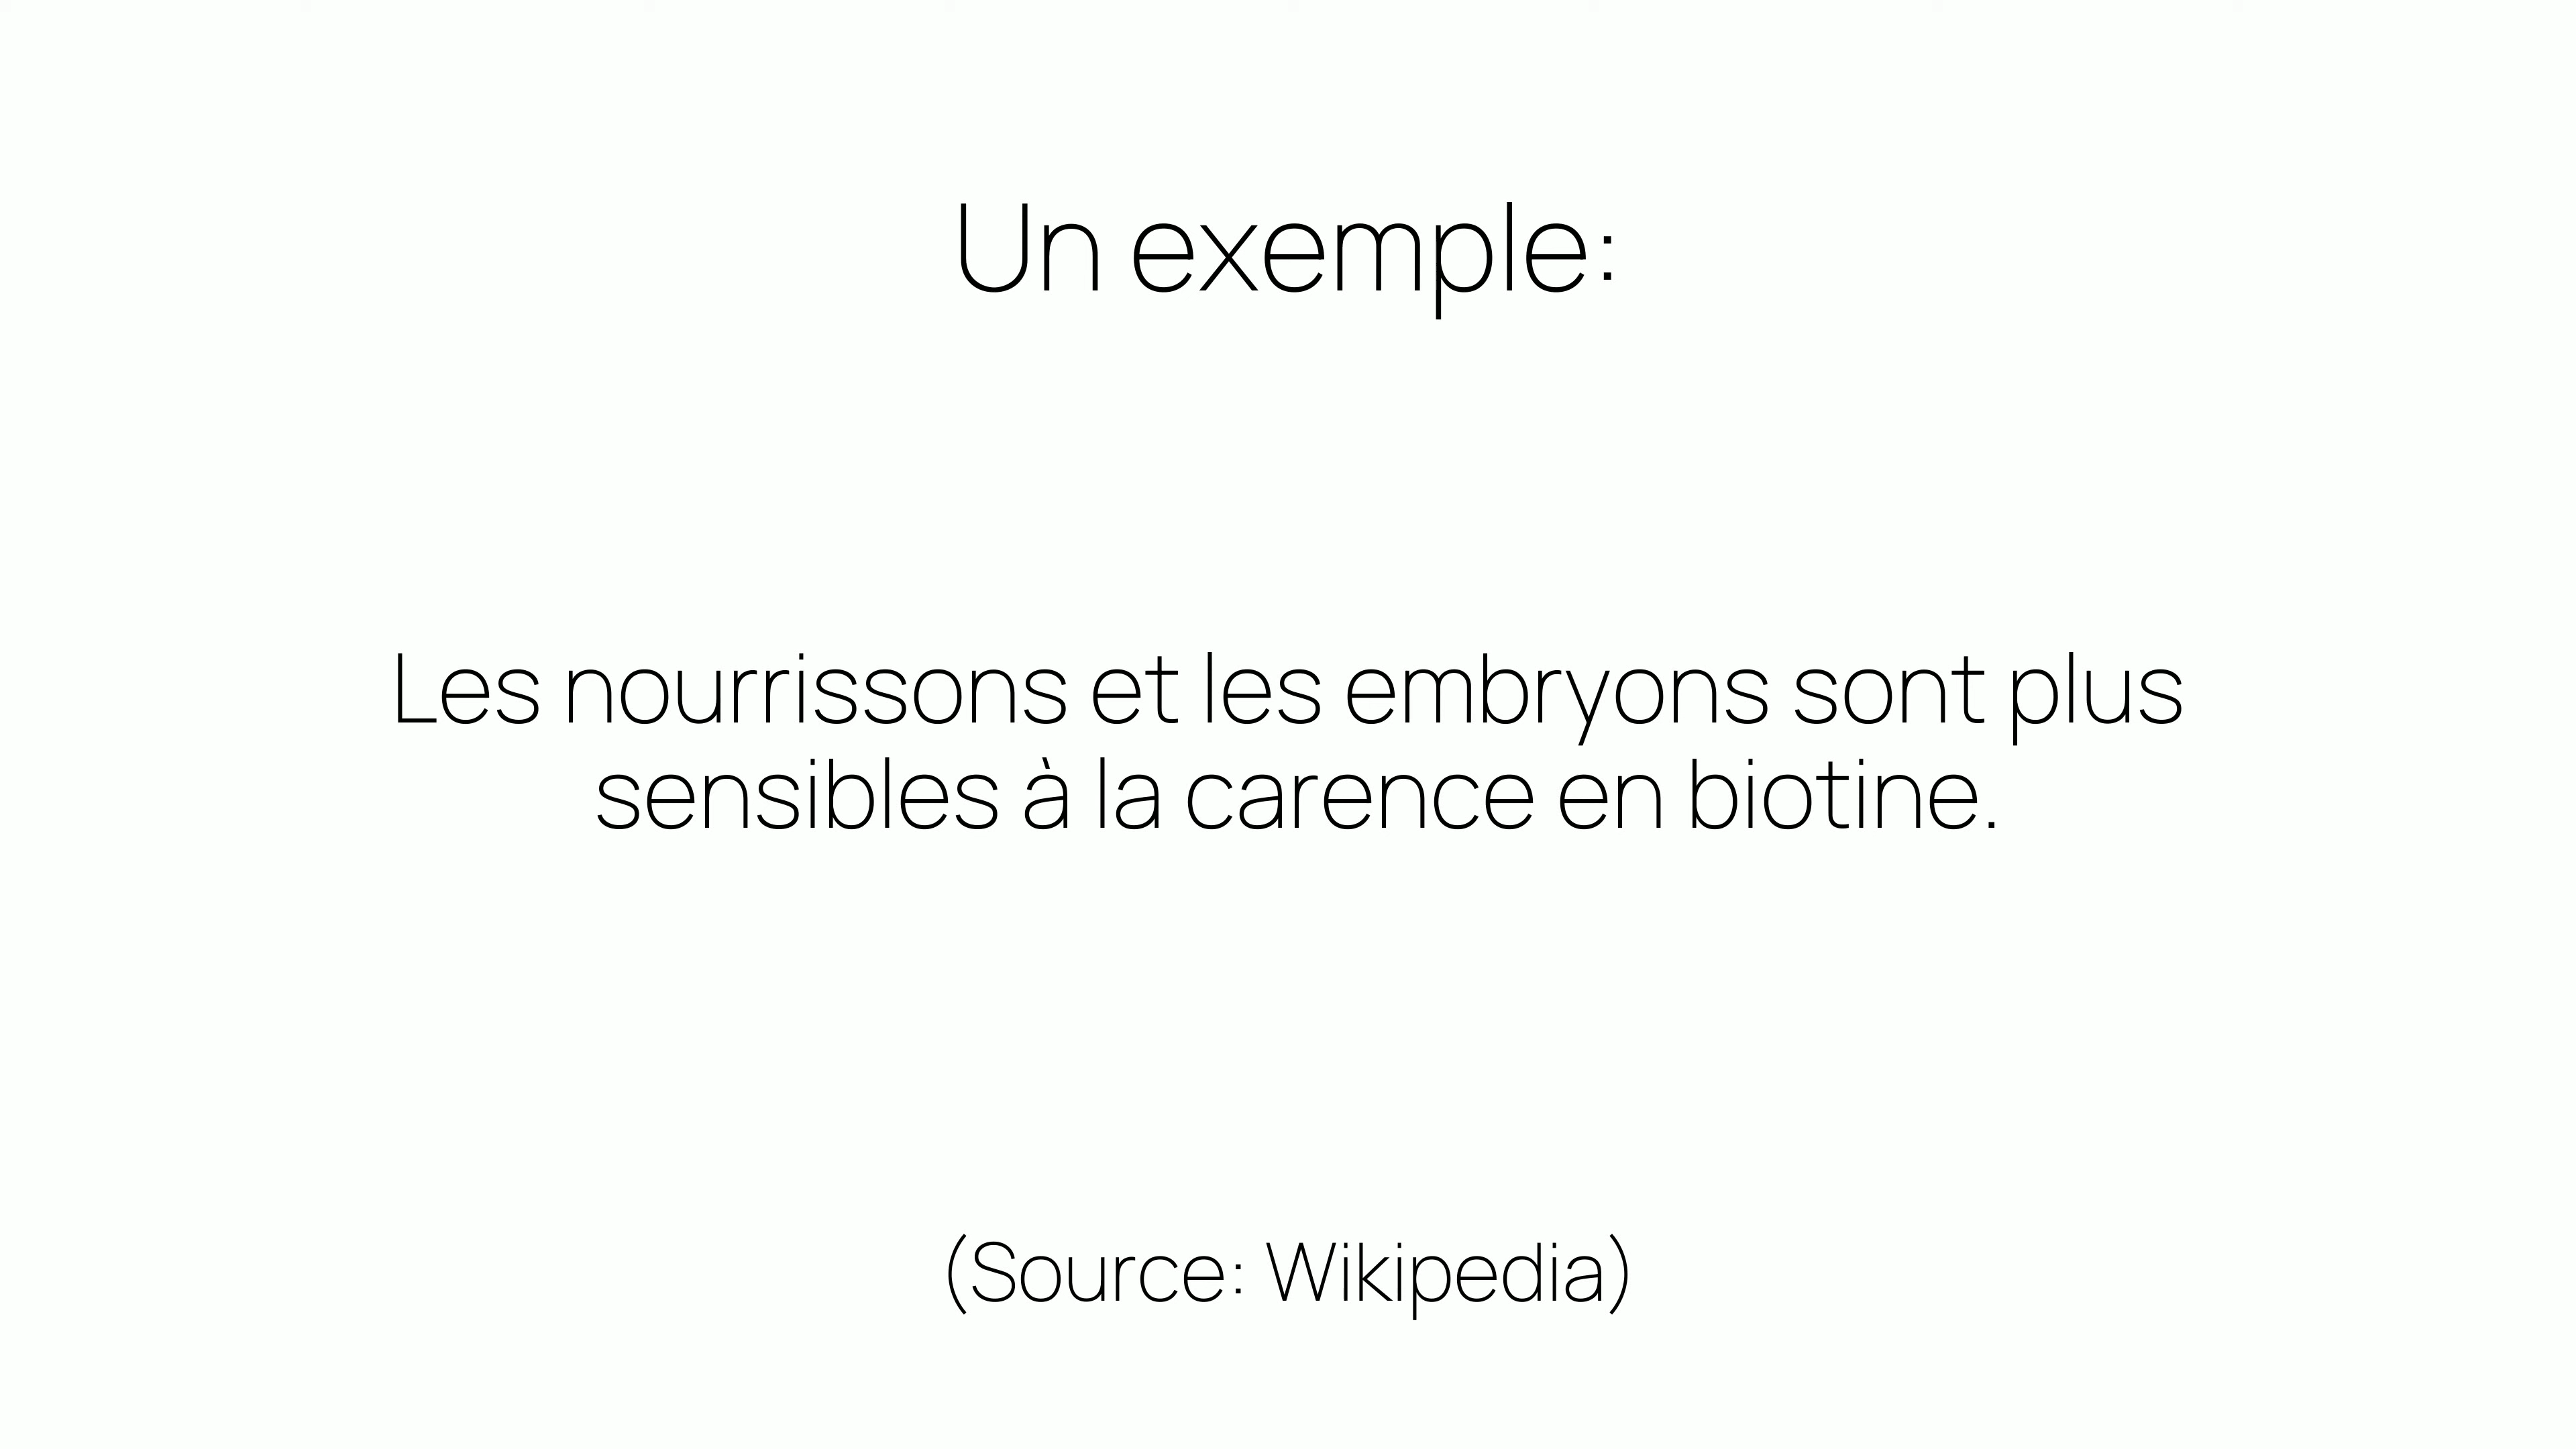 Un exemple:
Les nourrissons et les embryons sont plus
sensibles à la carence en biotine.
(Source: Wikipedia)